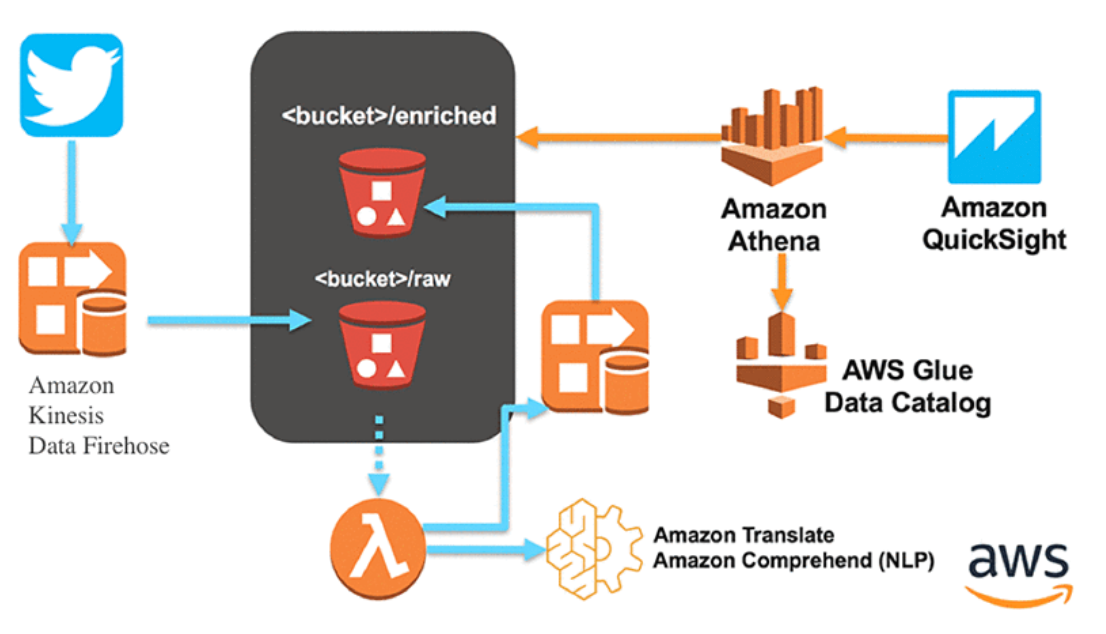 <bucket>/enriched
<bucket>/raw
Amazon
Kinesis
Data Firehose
Amazon
Athena
Amazon
QuickSight
AWS Glue
Data Catalog
λ
Amazon Translate
Amazon Comprehend (NLP)
aws